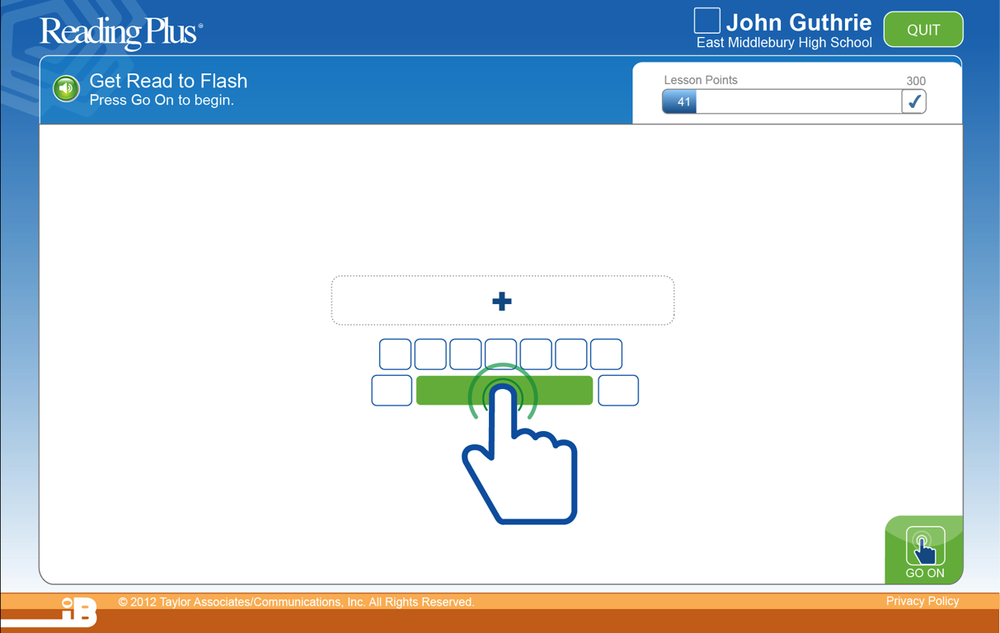 Reading Plus®
John Guthrie
East Middlebury High School
QUIT
Get Read to Flash
Press Go On to begin.
Lesson Points
300
41
GO ON
iB
© 2012 Taylor Associates/Communications, Inc. All Rights Reserved.
Privacy Policy